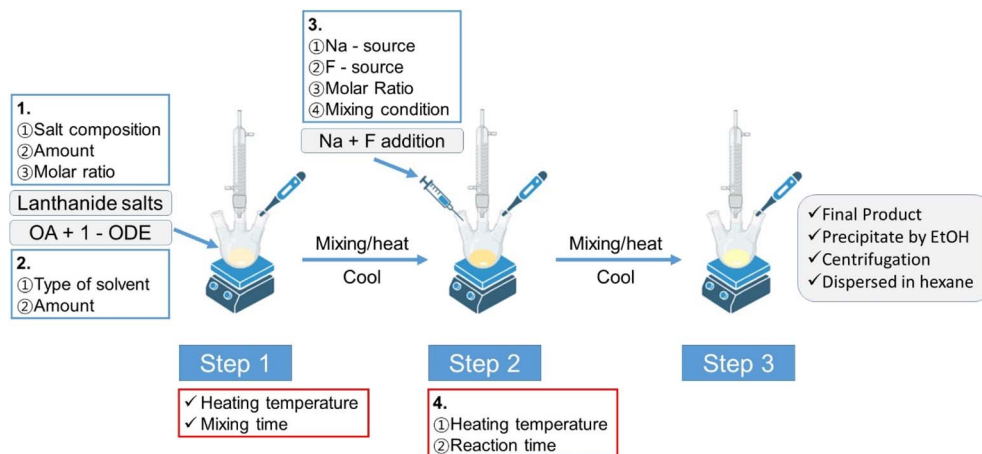 1.
①Salt composition
②Amount
③Molar ratio
Lanthanide salts
OA + 1 - ODE
2.
①Type of solvent
②Amount
3.
①Na - source
②F - source
③Molar Ratio
④Mixing condition
Na + F addition
Mixing/heat
Cool
Mixing/heat
Cool
✓Final Product
✓Precipitate by EtOH
✓Centrifugation
✓Dispersed in hexane
Step 1
✓ Heating temperature
✓ Mixing time
Step 2
4.
①Heating temperature
②Reaction time
Step 3